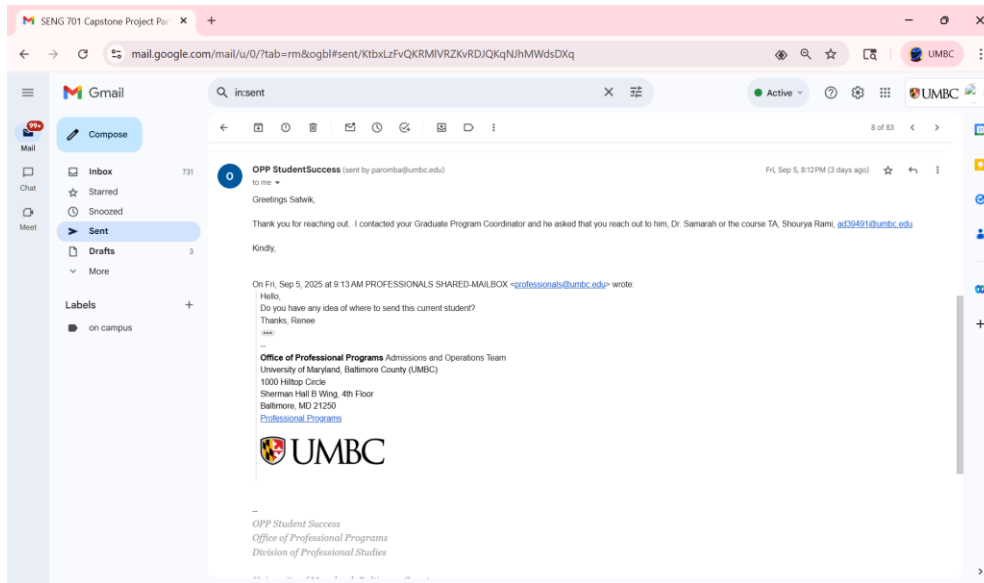 SENG 701 Capstone Project Par
mail.google.com/mail/u/0/?tab=rm&ogbl#sent/KtbxLzFvQKRMlVRZKvRDJQKqNJhMWdsDXq
UMBC
Gmail
in:sent
Active
UMBC
99+
Mail
Compose
8 of 83
Chat
Meet
Inbox 731
Starred
Snoozed
Sent
Drafts 3
More
Labels
on campus
O
OPP StudentSuccess (sent by paromba@umbc.edu)
Fri, Sep 5, 8:12 PM (3 days ago)
to me
Greetings Satwik,
Thank you for reaching out. I contacted your Graduate Program Coordinator and he asked that you reach out to him, Dr. Samarah or the course TA, Shourya Rami, ad39491@umbc.edu.
Kindly,
On Fri, Sep 5, 2025 at 9:13 AM PROFESSIONALS SHARED-MAILBOX <professionals@umbc.edu> wrote:
Hello,
Do you have any idea of where to send this current student?
Thanks, Renee
--
Office of Professional Programs Admissions and Operations Team
University of Maryland, Baltimore County (UMBC)
1000 Hilltop Circle
Sherman Hall B Wing, 4th Floor
Baltimore, MD 21250
Professional Programs
UMBC
--
OPP Student Success
Office of Professional Programs
Division of Professional Studies